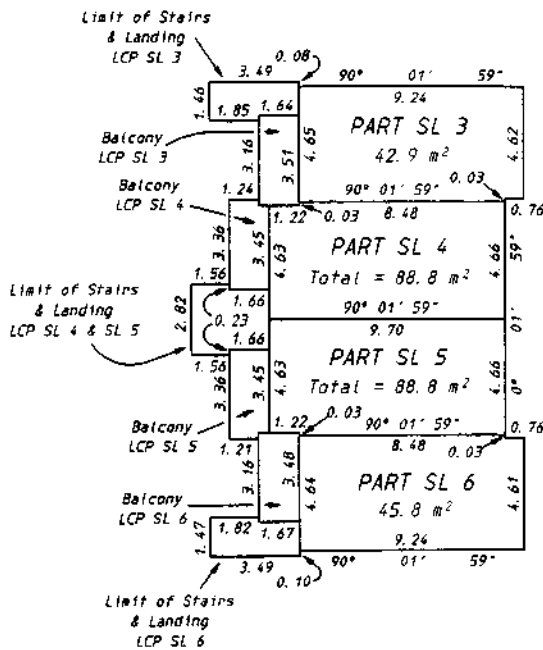 Limit of Stairs
& Landing
LCP SL 3
3.49
0.08
90° 01' 59"
1.46
1.85
1.64
9.24
PART SL 3
42.9 m²
Balcony
LCP SL 3
3.16
3.51
4.65
4.62
Balcony
LCP SL 4
1.24
1.22
0.03
90° 01' 59"
8.48
0.03
0.76
3.36
3.45
4.63
PART SL 4
Total = 88.8 m²
4.66
59"
1.56
1.66
90° 01' 59"
Limit of Stairs
& Landing
LCP SL 4 & SL 5
2.82
0.23
01'
1.66
9.70
1.56
3.36
3.45
4.63
PART SL 5
Total = 88.8 m²
4.66
0°
Balcony
LCP SL 5
1.21
1.22
0.03
90° 01' 59"
8.48
0.03
0.76
3.16
3.48
4.64
PART SL 6
45.8 m²
4.61
Balcony
LCP SL 6
1.47
1.82
1.67
9.24
3.49
0.10
90° 01' 59"
Limit of Stairs
& Landing
LCP SL 6